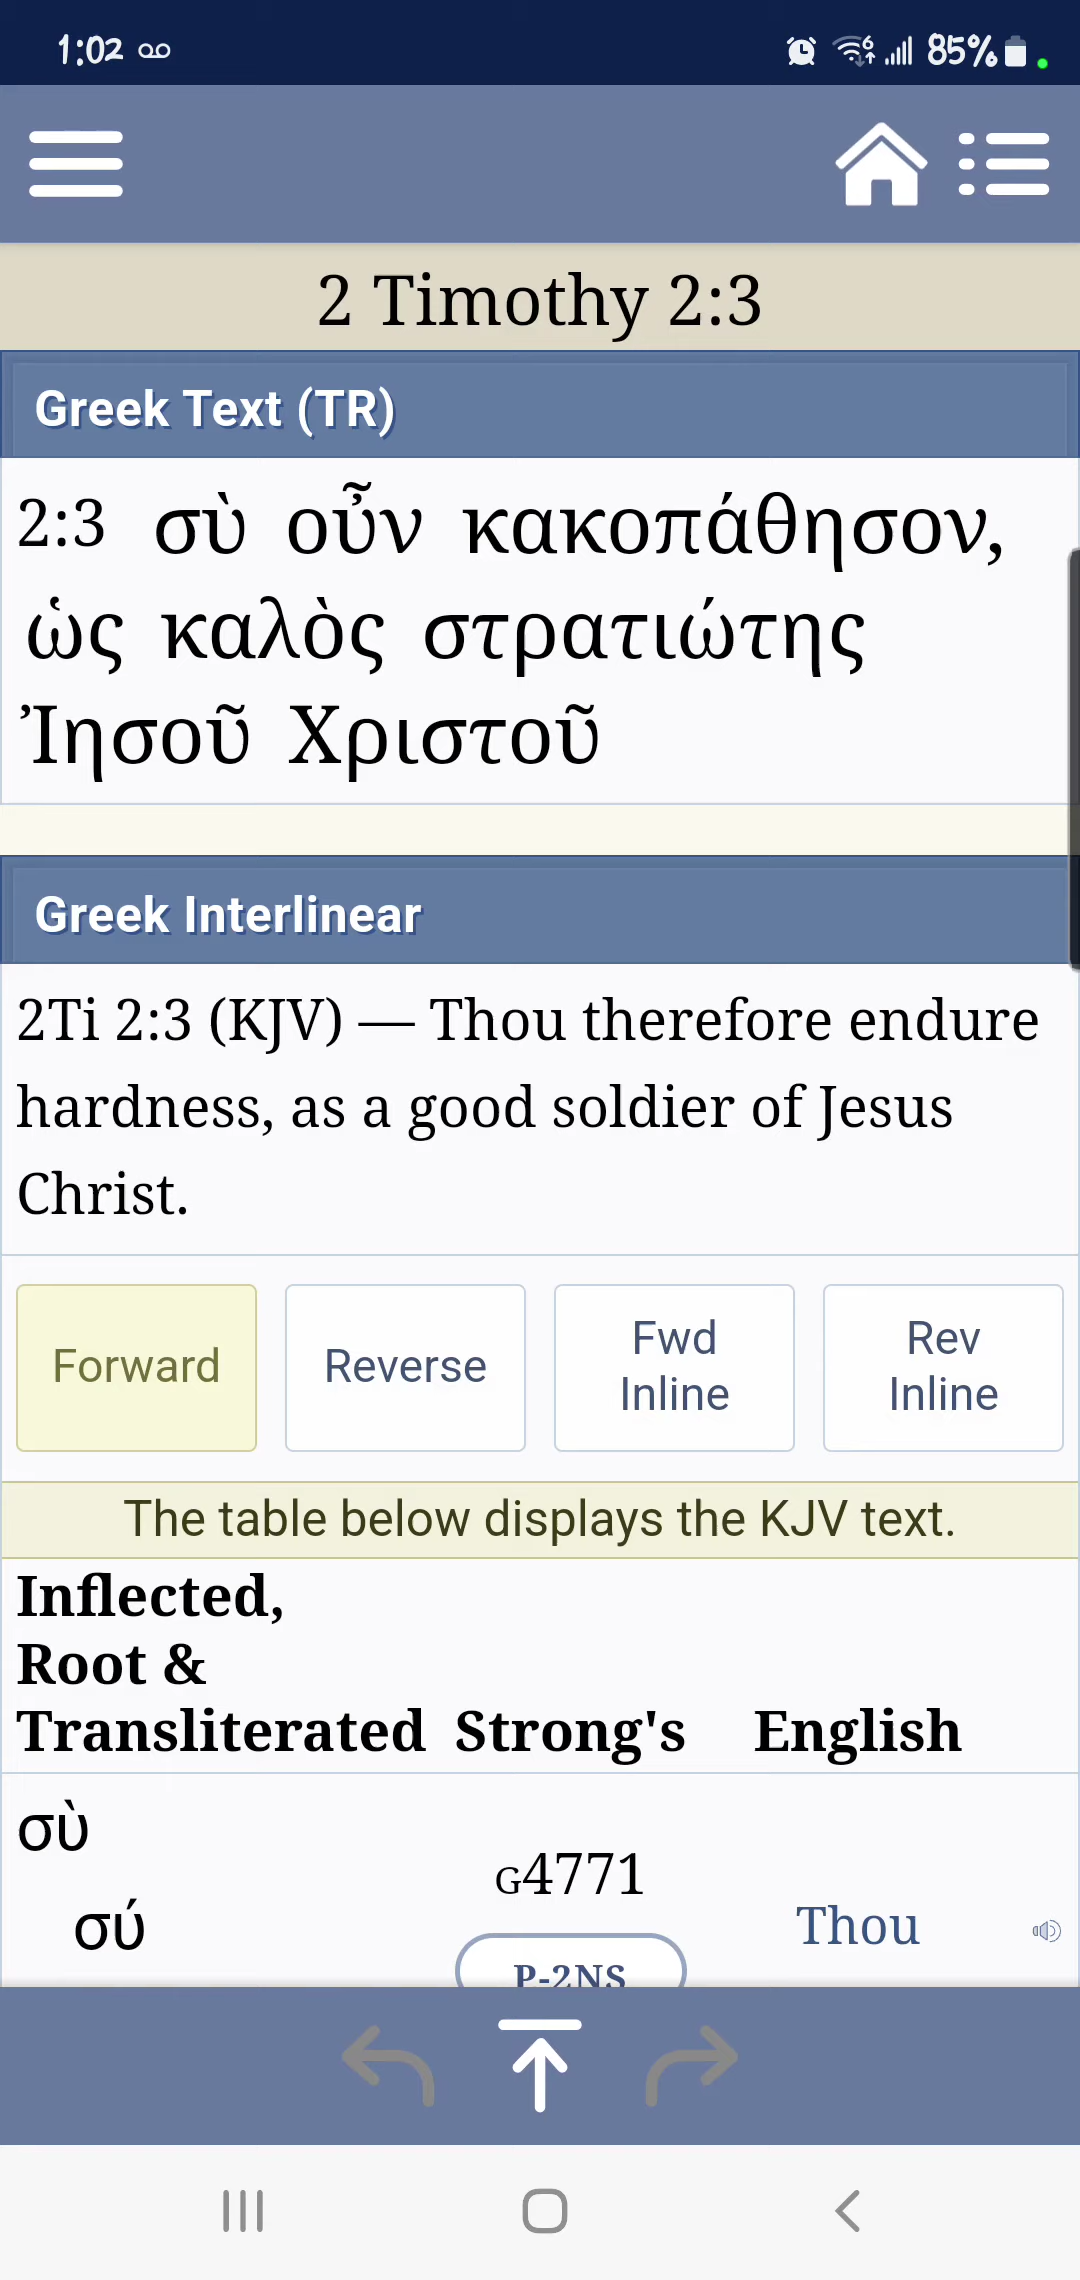 1:02
6 85%
2 Timothy 2:3
Greek Text (TR)
2:3 σὺ οὖν κακοπάθησον,
ὡς καλὸς στρατιώτης
Ἰησοῦ Χριστοῦ
Greek Interlinear
2Ti 2:3 (KJV) — Thou therefore endure
hardness, as a good soldier of Jesus
Christ.
Forward
Reverse
Fwd
Inline
Rev
Inline
The table below displays the KJV text.
Inflected,
Root &
Transliterated Strong's English
σὺ
σύ
G4771
P-2NS
Thou